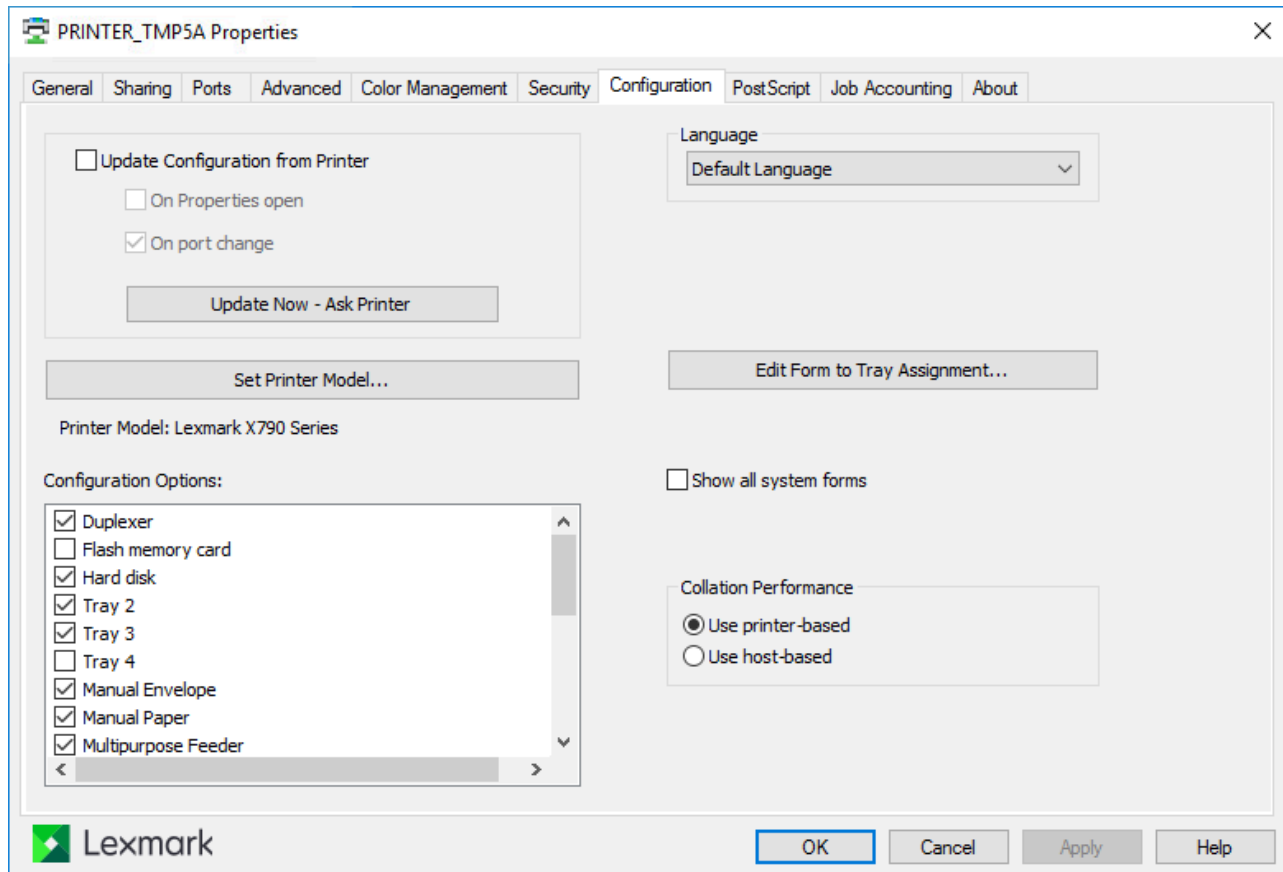 PRINTER_TMP5A Properties
General Sharing Ports Advanced Color Management Security Configuration PostScript Job Accounting About
Update Configuration from Printer
On Properties open
On port change
Update Now - Ask Printer
Set Printer Model...
Printer Model: Lexmark X790 Series
Configuration Options:
Duplexer
Flash memory card
Hard disk
Tray 2
Tray 3
Tray 4
Manual Envelope
Manual Paper
Multipurpose Feeder
Language
Default Language
Edit Form to Tray Assignment...
Show all system forms
Collation Performance
Use printer-based
Use host-based
Lexmark
OK Cancel Apply Help